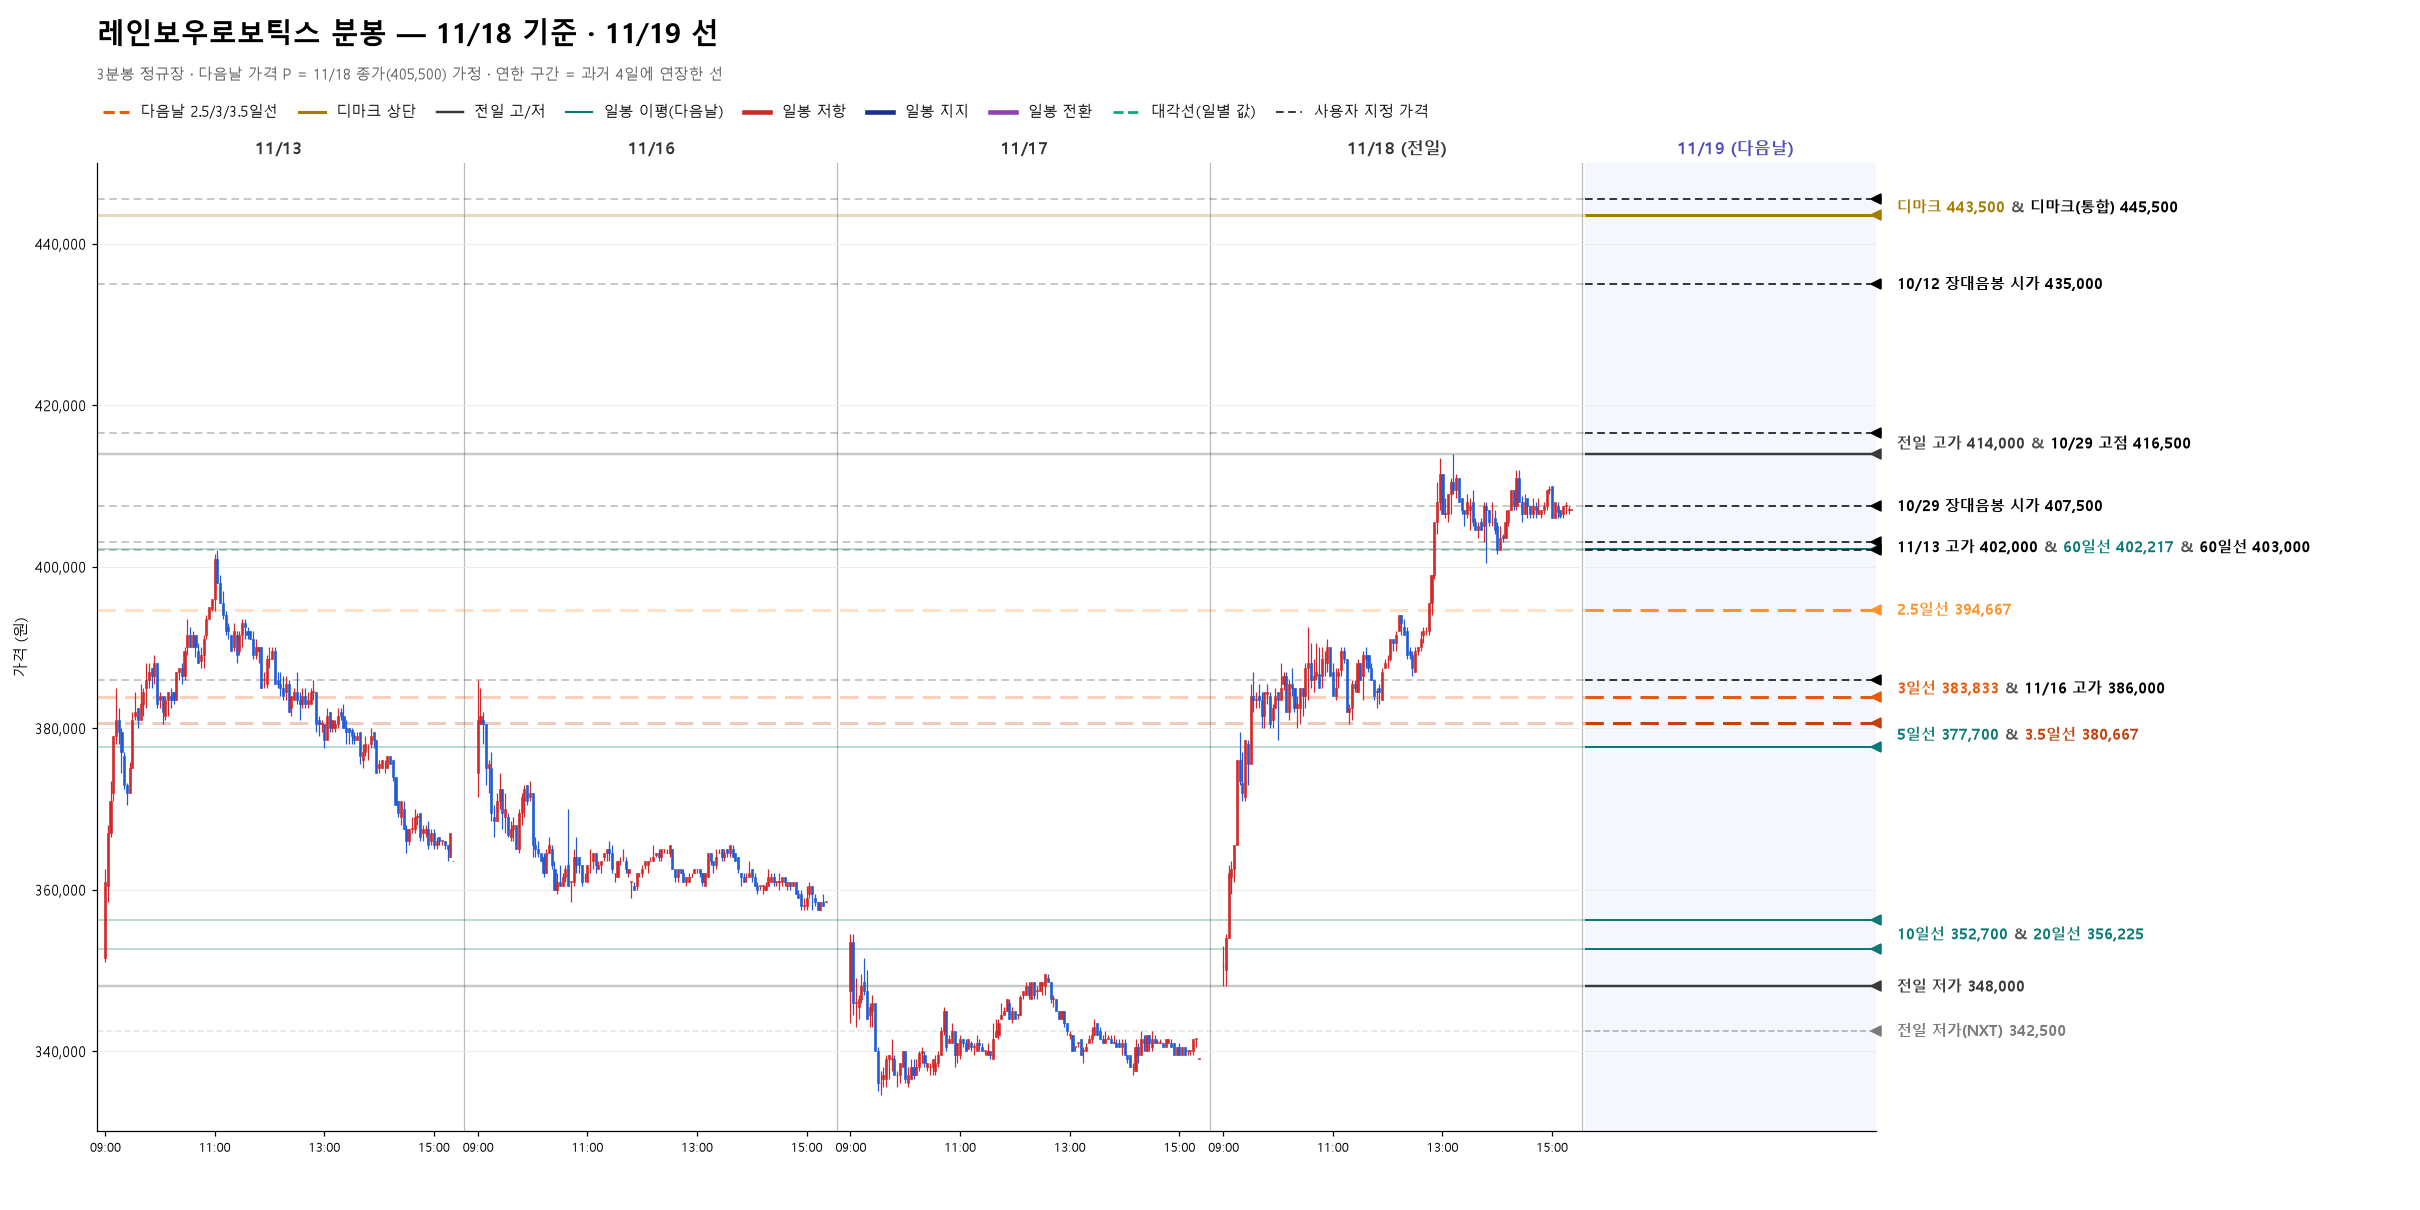 레인보우로보틱스 분봉 — 11/18 기준 · 11/19 선
3분봉 정규장 · 다음날 가격 P = 11/18 종가(405,500) 가정 · 연한 구간 = 과거 4일에 연장한 선
다음날 2.5/3/3.5일선 디마크 상단 전일 고/저 일봉 이평(다음날) 일봉 저항 일봉 지지 일봉 전환 대각선(일별 값) 사용자 지정 가격
11/13 11/16 11/17 11/18 (전일) 11/19 (다음날)
디마크 443,500 & 디마크(통합) 445,500
440,000
10/12 장대음봉 시가 435,000
420,000
전일 고가 414,000 & 10/29 고점 416,500
10/29 장대음봉 시가 407,500
11/13 고가 402,000 & 60일선 402,217 & 60일선 403,000
400,000
2.5일선 394,667
가격 (원)
3일선 383,833 & 11/16 고가 386,000
380,000
5일선 377,700 & 3.5일선 380,667
360,000
10일선 352,700 & 20일선 356,225
전일 저가 348,000
전일 저가(NXT) 342,500
340,000
09:00 11:00 13:00 15:00 09:00 11:00 13:00 15:00 09:00 11:00 13:00 15:00 09:00 11:00 13:00 15:00